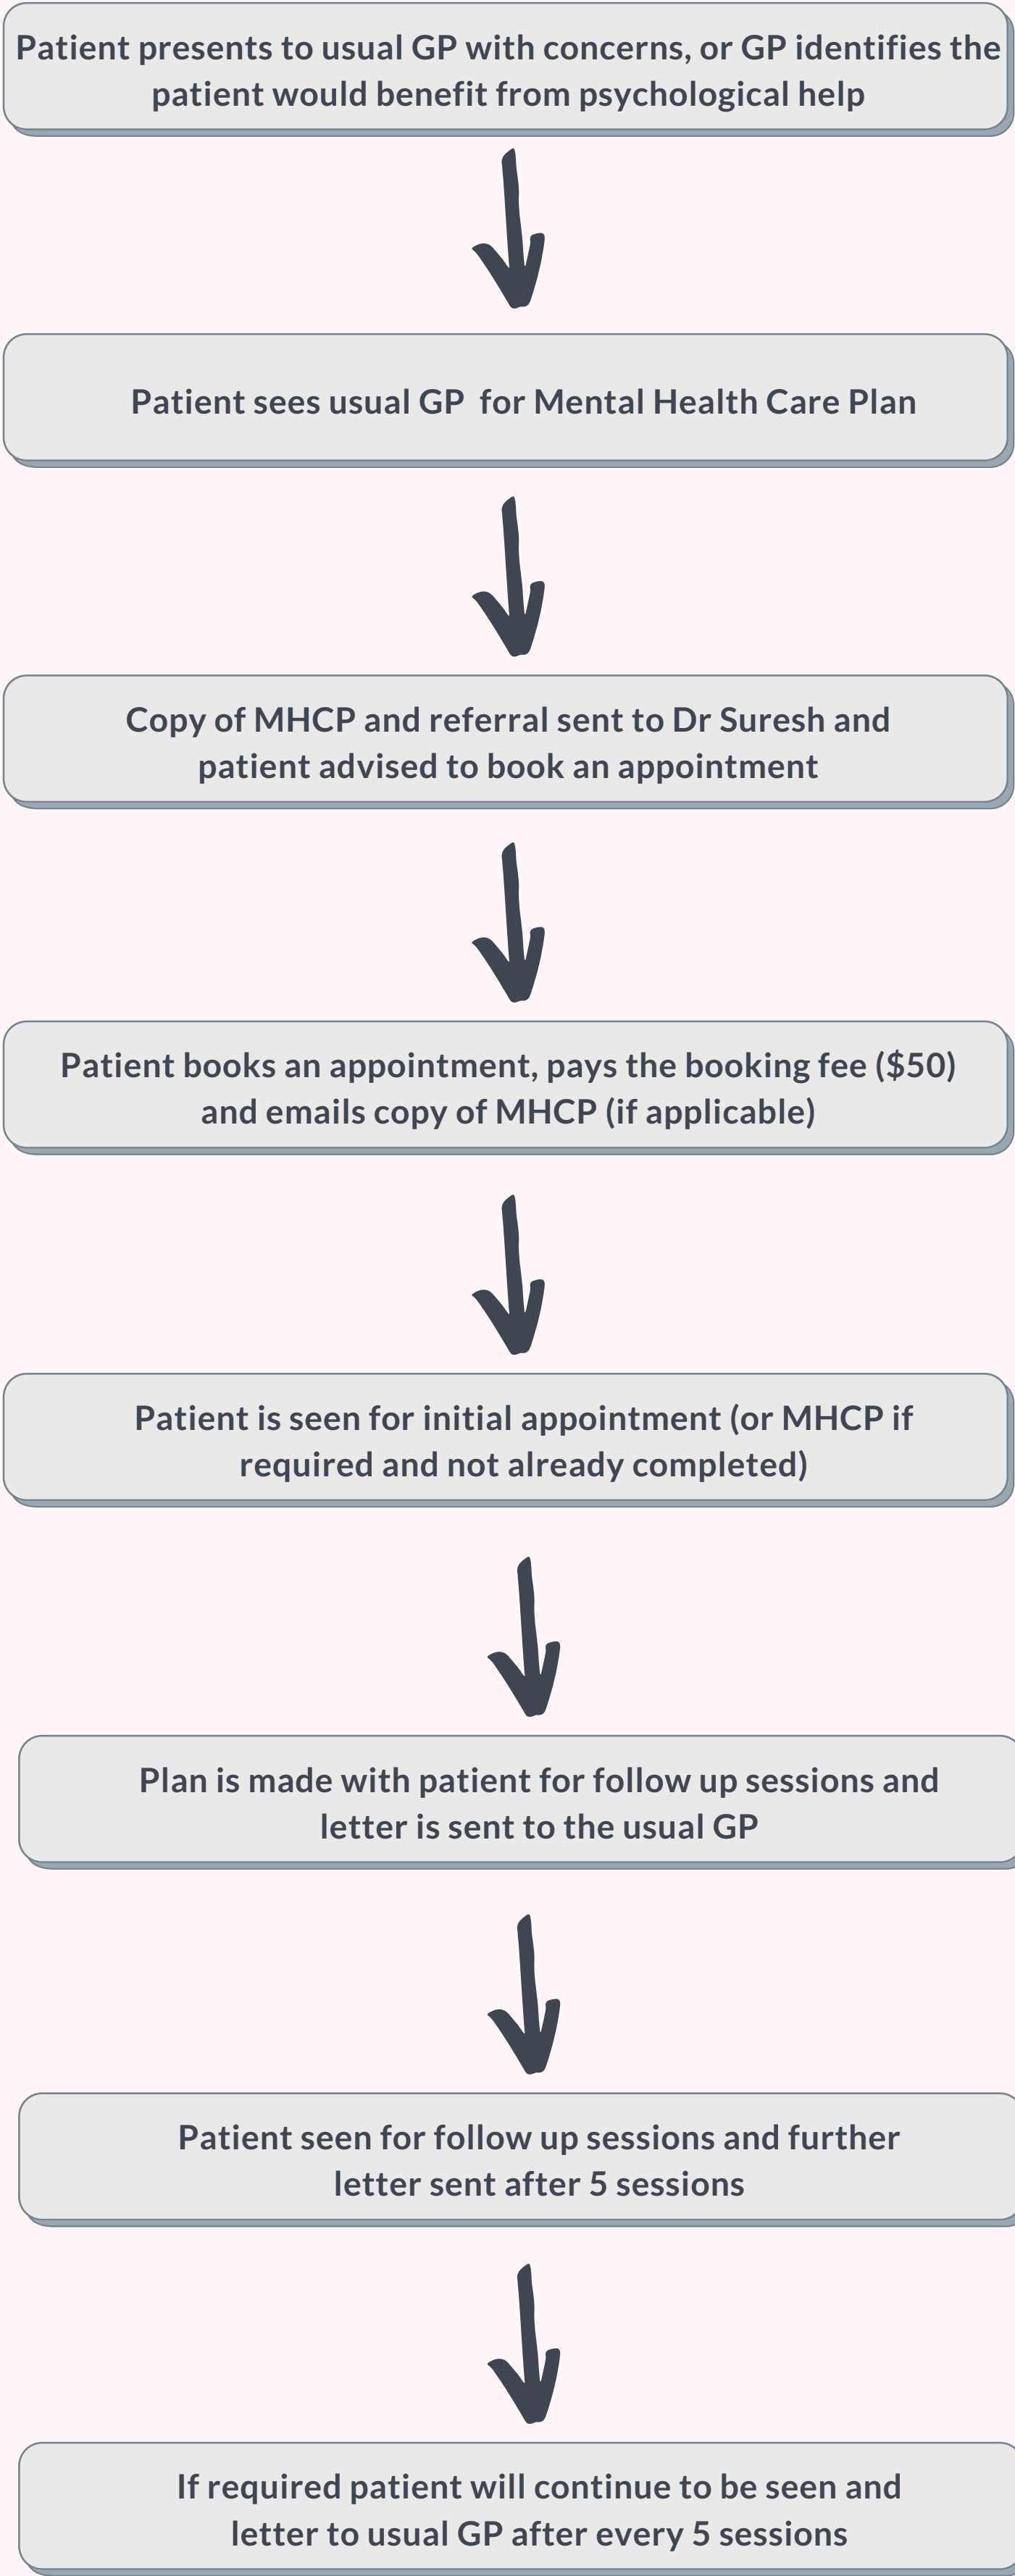 Patient presents to usual GP with concerns, or GP identifies the
patient would benefit from psychological help
Patient sees usual GP for Mental Health Care Plan
Copy of MHCP and referral sent to Dr Suresh and
patient advised to book an appointment
Patient books an appointment, pays the booking fee ($50)
and emails copy of MHCP (if applicable)
Patient is seen for initial appointment (or MHCP if
required and not already completed)
Plan is made with patient for follow up sessions and
letter is sent to the usual GP
Patient seen for follow up sessions and further
letter sent after 5 sessions
If required patient will continue to be seen and
letter to usual GP after every 5 sessions